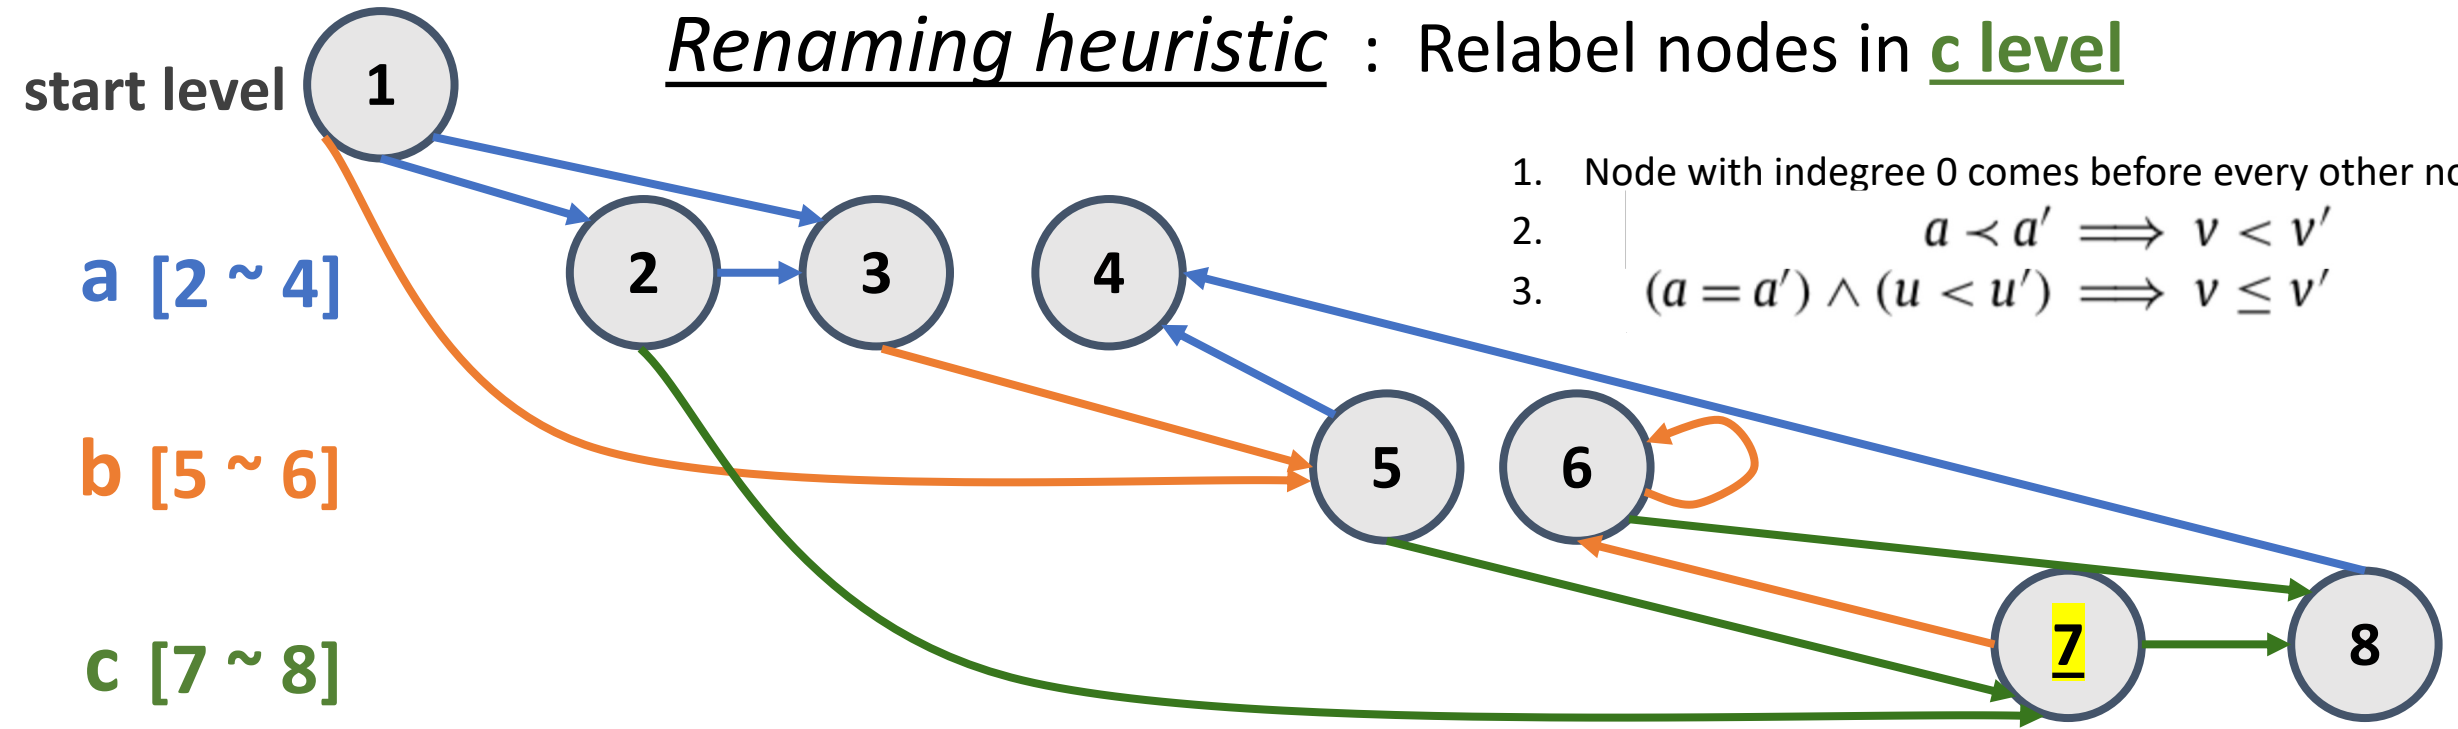 Renaming heuristic : Relabel nodes in c level
start level
1
1. Node with indegree 0 comes before every other
2. a ≺ a′ ⟹ v < v′
3. (a = a′) ∧ (u < u′) ⟹ v ≤ v′
a [2 ~ 4]
2 3 4
b [5 ~ 6]
5 6
c [7 ~ 8]
7 8